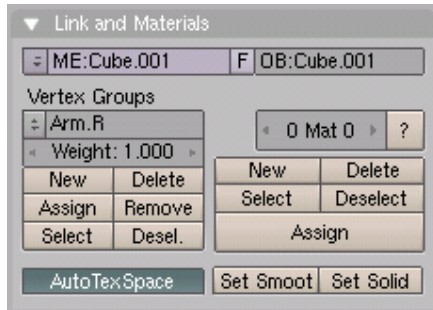 Link and Materials
ME:Cube.001 F OB:Cube.001
Vertex Groups
Arm.R
0 Mat 0 ?
Weight: 1.000
New Delete
New Delete
Assign Remove
Select Deselect
Select Desel.
Assign
AutoTexSpace Set Smoot Set Solid